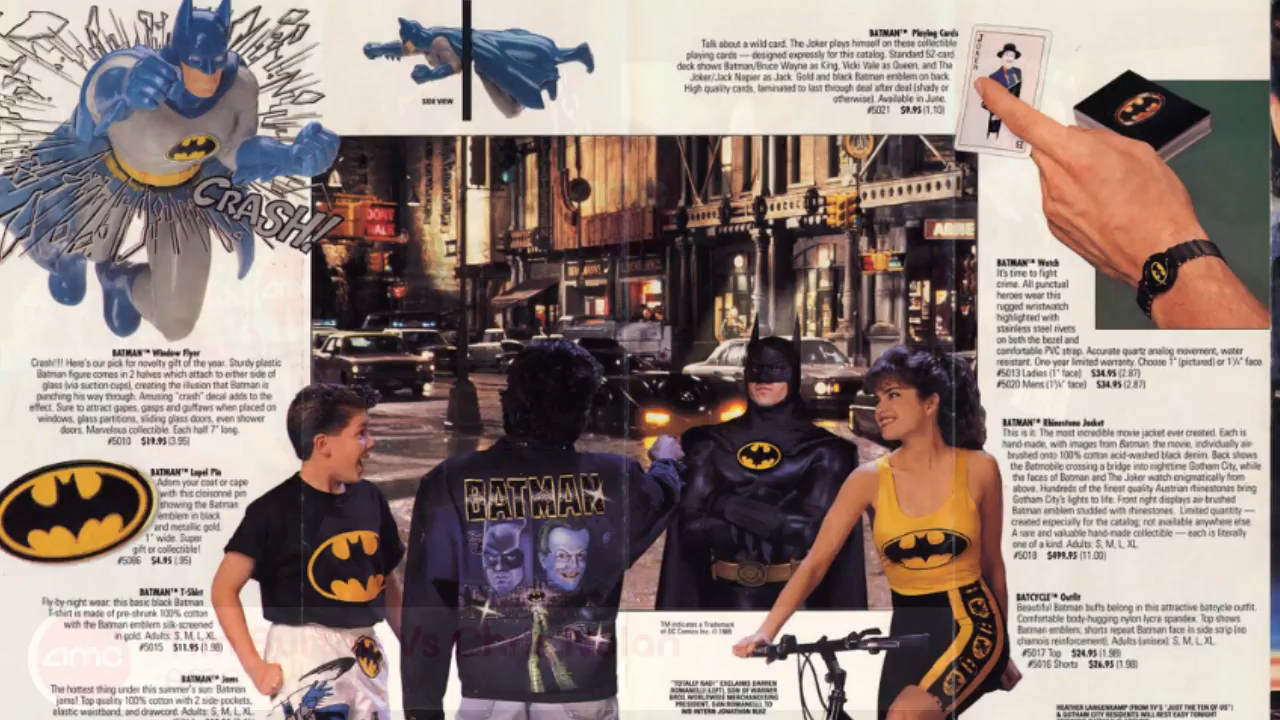 CRASH!!
SIDE VIEW
BATMAN™ Window Flyer
Crash!!! Here's our pick for novelty gift of the year. Sturdy plastic
Batman figure comes in 2 halves which attach to either side of
glass (via suction cups), creating the illusion that Batman is
punching his way through. Amusing "crash" decal adds to the
effect. Sure to attract gapes, gasps and guffaws when placed on
windows, glass partitions, sliding glass doors, even shower
doors. Marvelous collectible. Each half 7" long.
#5010 $19.95 (3.95)
BATMAN™ Lapel Pin
Adorn your coat or cape
with this cloisonné pin
showing the Batman
emblem in black
and metallic gold.
1" wide. Super
gift or collectible!
#5086 $4.95 (.95)
BATMAN™ T-Shirt
Fly-by-night wear: this basic black Batman
T-shirt is made of pre-shrunk 100% cotton
with the Batman emblem silk-screened
in gold. Adults: S, M, L, XL.
#5015 $11.95 (1.98)
BATMAN™ Jams
The hottest thing under this summer's sun: Batman
jams! Top quality 100% cotton with 2 side-pockets,
elastic waistband, and drawcord. Adults: S, M, L, XL
amc
BATMAN™ Playing Cards
Talk about a wild card. The Joker plays himself on these collectible
playing cards — designed expressly for this catalog. Standard 52-card
deck shows Batman/Bruce Wayne as King, Vicki Vale as Queen, and The
Joker/Jack Napier as Jack. Gold and black Batman emblem on back.
High quality cards, laminated to last through deal after deal (shady or
otherwise). Available in June.
#5021 $9.95 (1.10)
JOKER
DONT
BATMAN
BATMAN™ Watch
It's time to fight
crime. All punctual
heroes wear this
rugged wristwatch
highlighted with
stainless steel rivets
on both the bezel and
comfortable PVC strap. Accurate quartz analog movement, water
resistant. One-year limited warranty. Choose 1" (pictured) or 1¼" face.
#5013 Ladies (1" face) $34.95 (2.87)
#5020 Mens (1¼" face) $34.95 (2.87)
BATMAN™ Rhinestone Jacket
This is it. The most incredible movie jacket ever created. Each is
hand-made, with images from Batman, the movie, individually air-
brushed onto 100% cotton acid-washed black denim. Back shows
the Batmobile crossing a bridge into nighttime Gotham City, while
the faces of Batman and The Joker watch enigmatically from
above. Hundreds of the finest quality Austrian rhinestones bring
Gotham City's lights to life. Front right displays air-brushed
Batman emblem studded with rhinestones. Limited quantity —
created especially for the catalog; not available anywhere else.
A rare and valuable hand-made collectible — each is literally
one of a kind. Adults: S, M, L, XL.
#5018 $499.95 (11.00)
BATCYCLE™ Outfit
Beautiful Batman buffs belong in this attractive batcycle outfit.
Comfortable body-hugging nylon lycra spandex. Top shows
Batman emblem; shorts repeat Batman face in side strip (no
chamois reinforcement). Adults (unisex): S, M, L, XL.
#5017 Top $24.95 (1.98)
#5016 Shorts $26.95 (1.98)
TM indicates a Trademark
of DC Comics Inc. © 1989
"TOTALLY RAD!" EXCLAIMS DARREN
ROMANELLI (LEFT), SON OF WARNER
BROS. WORLDWIDE MERCHANDISING
PRESIDENT, DAN ROMANELLI, TO
WB INTERN JONATHON RUIZ
HEATHER LANGENKAMP (FROM TV'S "JUST THE TEN OF US")
& GOTHAM CITY RESIDENTS WILL REST EASY TONIGHT